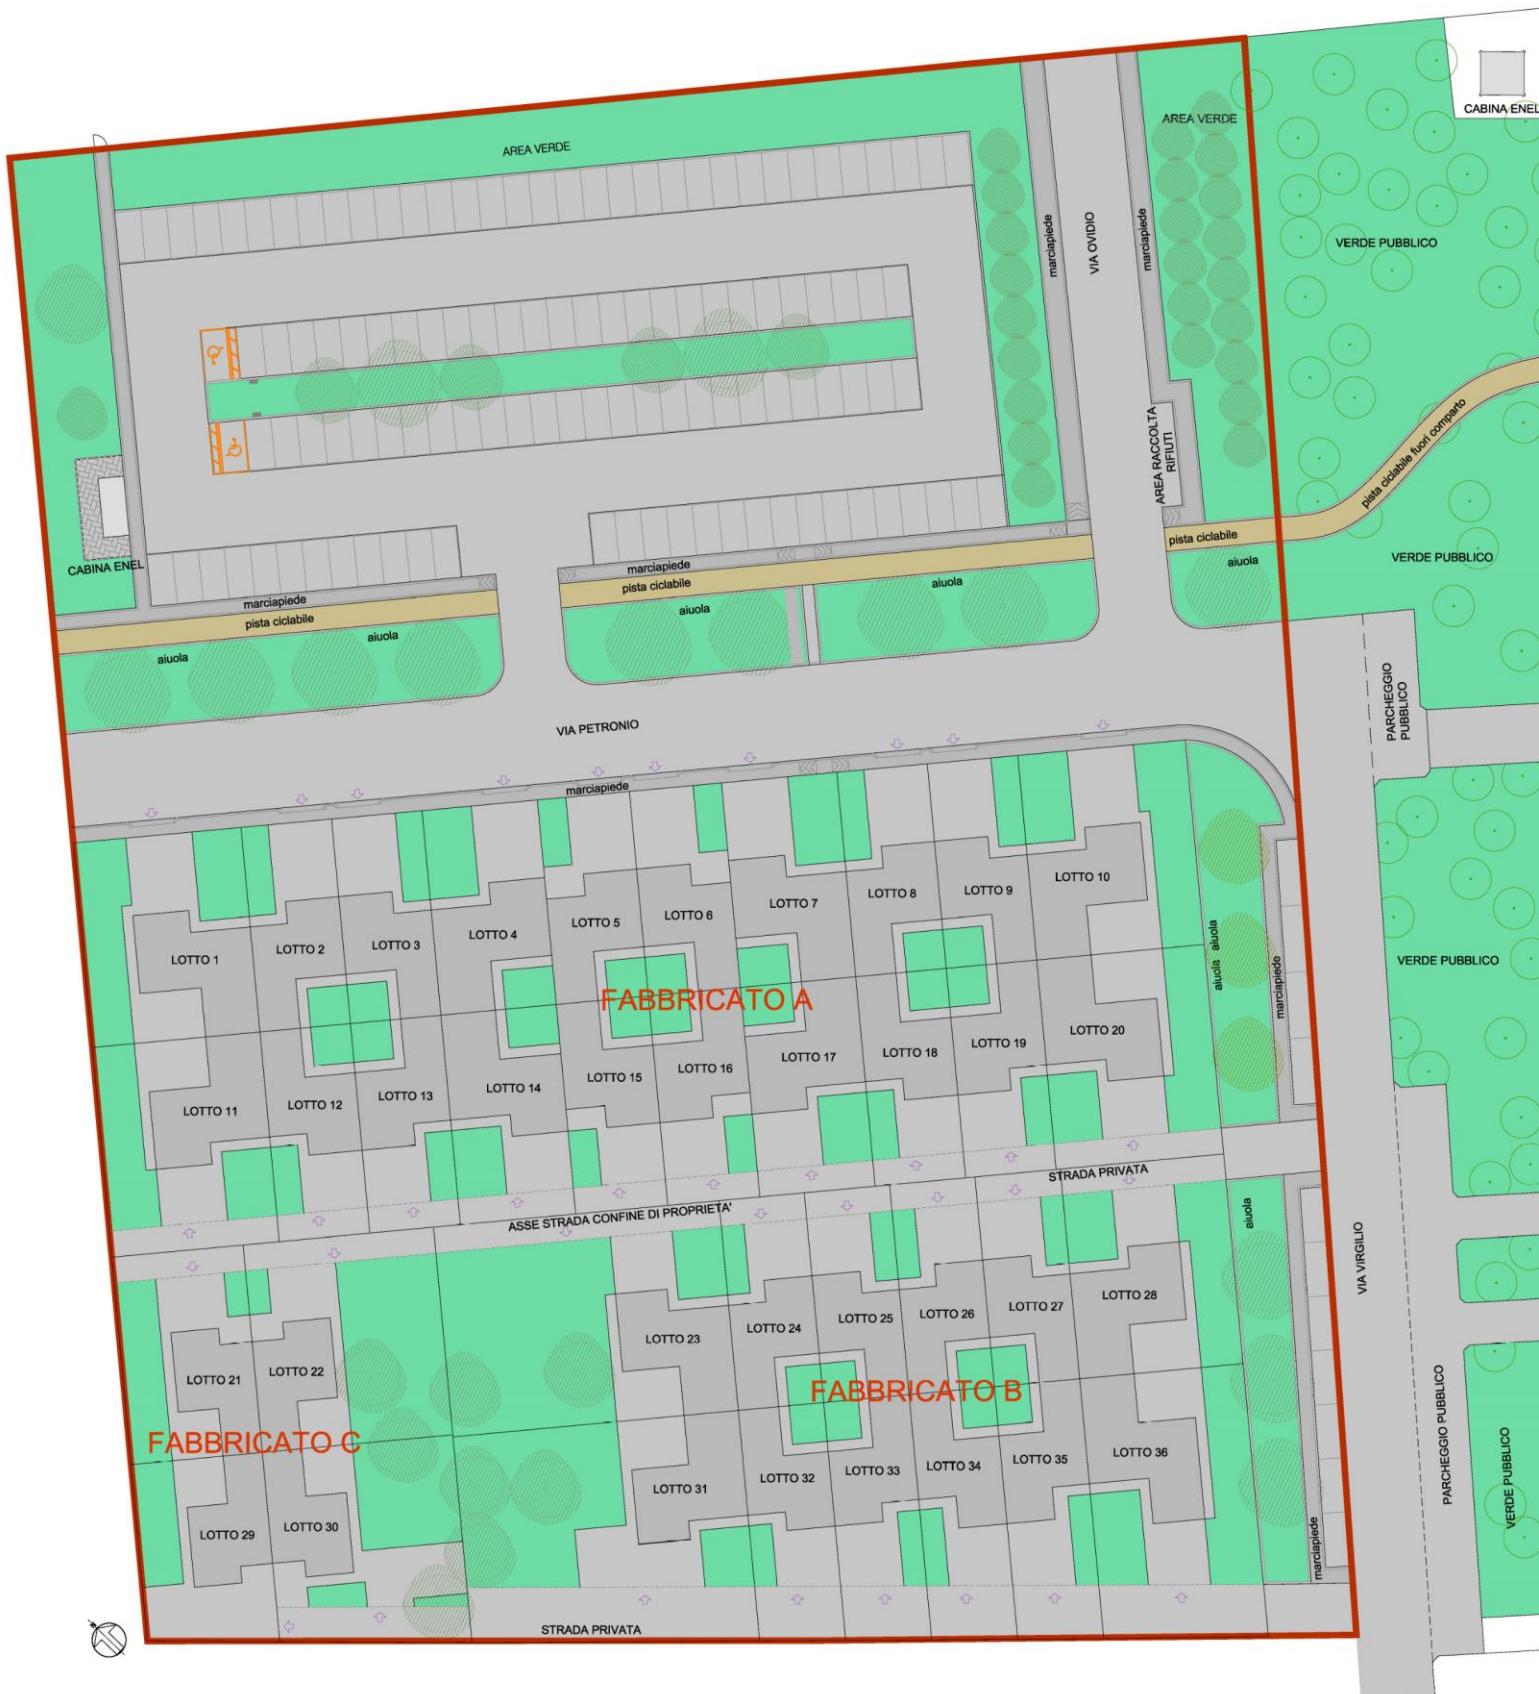 CABINA ENEL
AREA VERDE
AREA VERDE
VERDE PUBBLICO
marciapiede
VIA OVIDIO
marciapiede
AREA RACCOLTA
RIFIUTI
pista ciclabile fuori comparto
CABINA ENEL
VERDE PUBBLICO
pista ciclabile
aiuola
marciapiede
pista ciclabile
aiuola
aiuola
marciapiede
pista ciclabile
aiuola
aiuola
PARCHEGGIO
PUBBLICO
VIA PETRONIO
marciapiede
LOTTO 1
LOTTO 2
LOTTO 3
LOTTO 4
LOTTO 5
LOTTO 6
LOTTO 7
LOTTO 8
LOTTO 9
LOTTO 10
aiuola
aiuola
marciapiede
VERDE PUBBLICO
FABBRICATO A
LOTTO 11
LOTTO 12
LOTTO 13
LOTTO 14
LOTTO 15
LOTTO 16
LOTTO 17
LOTTO 18
LOTTO 19
LOTTO 20
STRADA PRIVATA
ASSE STRADA CONFINE DI PROPRIETA'
aiuola
VIA VIRGILIO
LOTTO 21
LOTTO 22
LOTTO 23
LOTTO 24
LOTTO 25
LOTTO 26
LOTTO 27
LOTTO 28
FABBRICATO C
FABBRICATO B
LOTTO 29
LOTTO 30
LOTTO 31
LOTTO 32
LOTTO 33
LOTTO 34
LOTTO 35
LOTTO 36
PARCHEGGIO PUBBLICO
VERDE PUBBLICO
marciapiede
STRADA PRIVATA